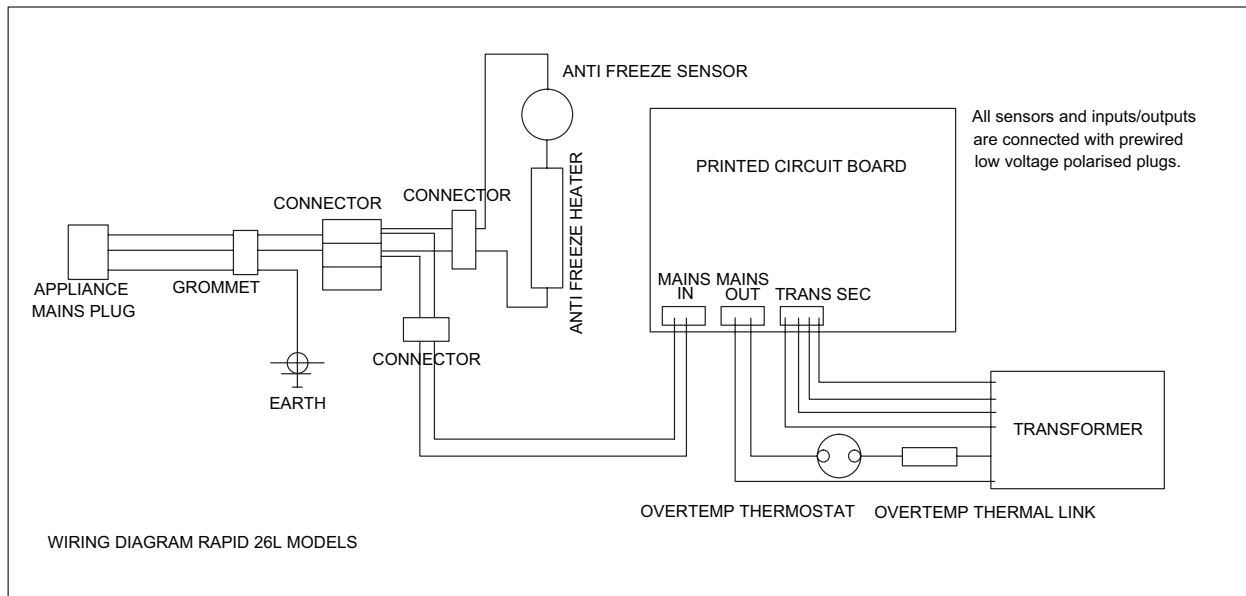 ANTI FREEZE SENSOR
All sensors and inputs/outputs
are connected with prewired
low voltage polarised plugs.
PRINTED CIRCUIT BOARD
CONNECTOR
CONNECTOR
ANTI FREEZE HEATER
APPLIANCE
MAINS PLUG
GROMMET
MAINS MAINS
IN OUT TRANS SEC
CONNECTOR
EARTH
TRANSFORMER
OVERTEMP THERMOSTAT
OVERTEMP THERMAL LINK
WIRING DIAGRAM RAPID 26L MODELS